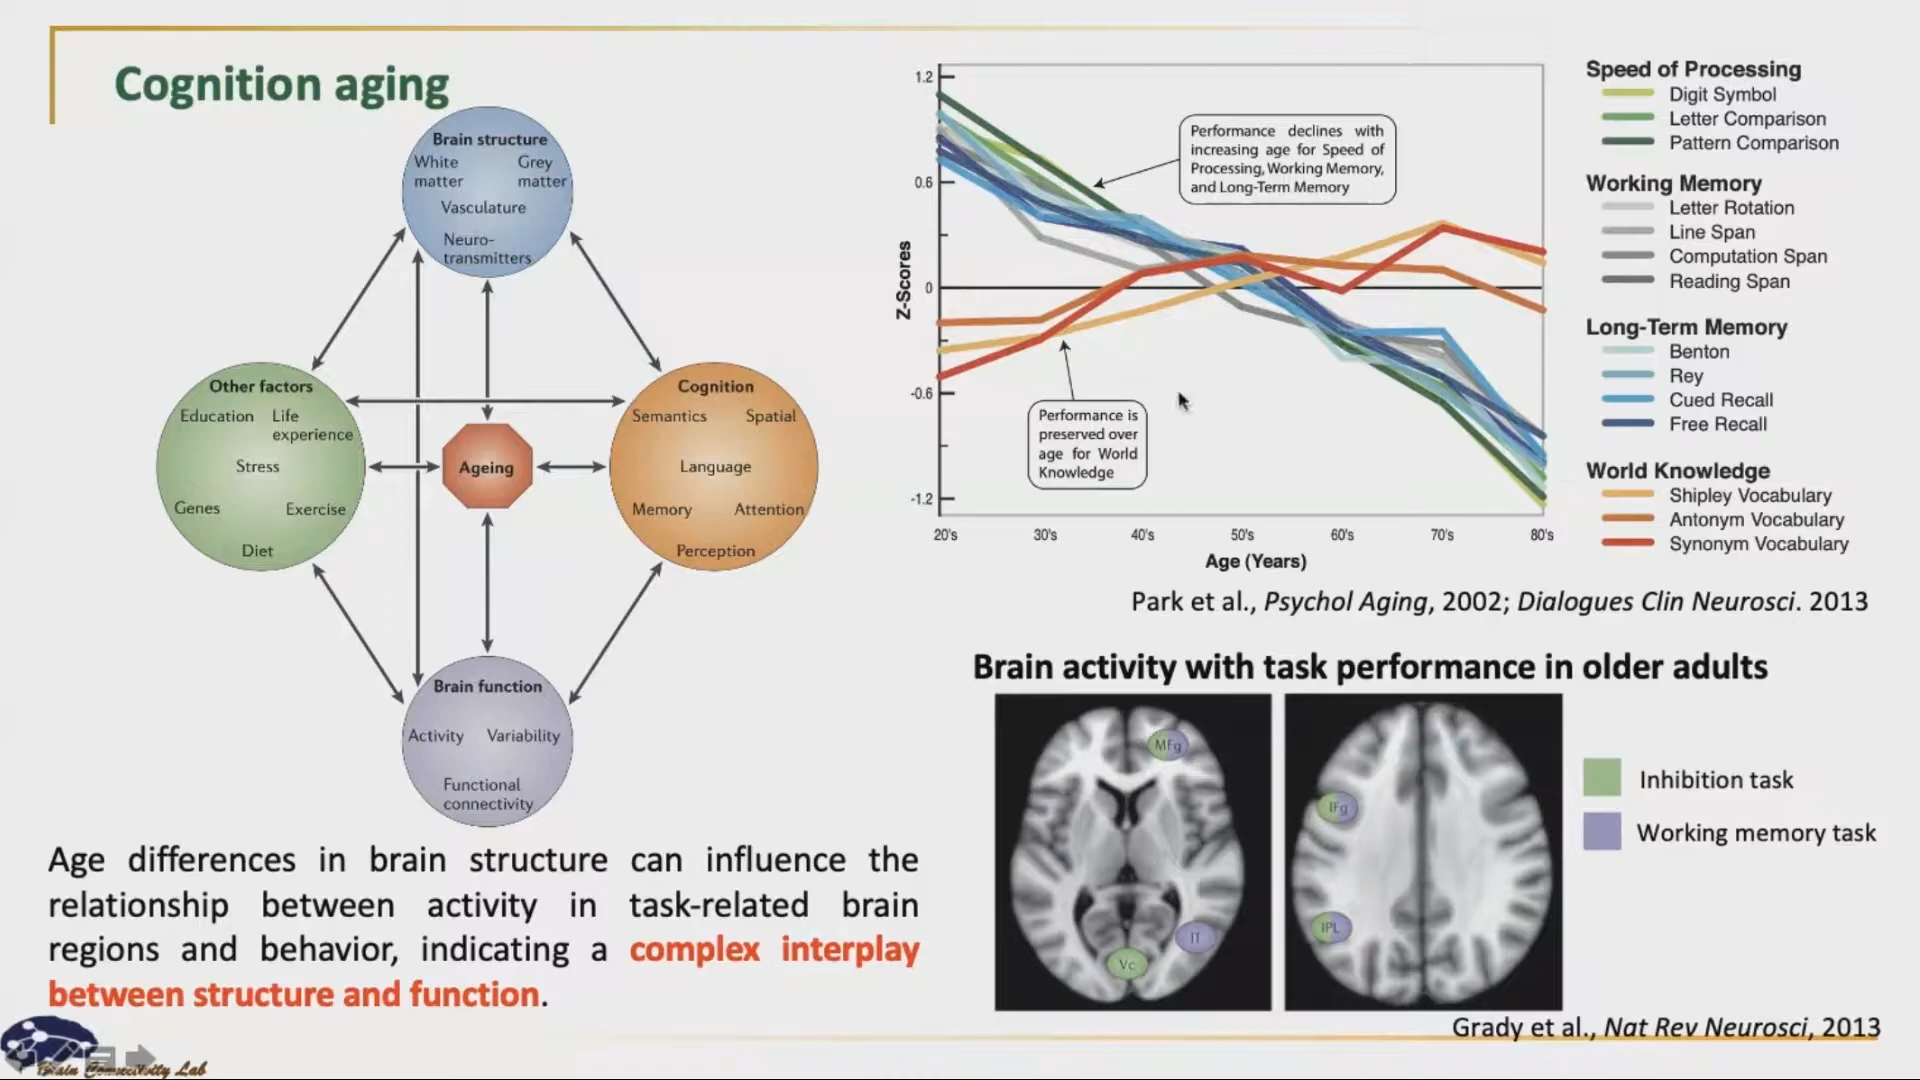 Cognition aging
Brain structure
White matter
Grey matter
Vasculature
Neuro-
transmitters
Other factors
Education
Life experience
Stress
Genes
Exercise
Diet
Ageing
Cognition
Semantics
Spatial
Language
Memory
Attention
Perception
Brain function
Activity
Variability
Functional
connectivity
Age differences in brain structure can influence the
relationship between activity in task-related brain
regions and behavior, indicating a complex interplay
between structure and function.
Brain Connectivity Lab
Z-Scores
1.2
0.6
0
-0.6
-1.2
Performance declines with
increasing age for Speed of
Processing, Working Memory,
and Long-Term Memory
Performance is
preserved over
age for World
Knowledge
20's 30's 40's 50's 60's 70's 80's
Age (Years)
Speed of Processing
Digit Symbol
Letter Comparison
Pattern Comparison
Working Memory
Letter Rotation
Line Span
Computation Span
Reading Span
Long-Term Memory
Benton
Rey
Cued Recall
Free Recall
World Knowledge
Shipley Vocabulary
Antonym Vocabulary
Synonym Vocabulary
Park et al., Psychol Aging, 2002; Dialogues Clin Neurosci. 2013
Brain activity with task performance in older adults
MFg
IT
Vc
IFg
IPL
Inhibition task
Working memory task
Grady et al., Nat Rev Neurosci, 2013